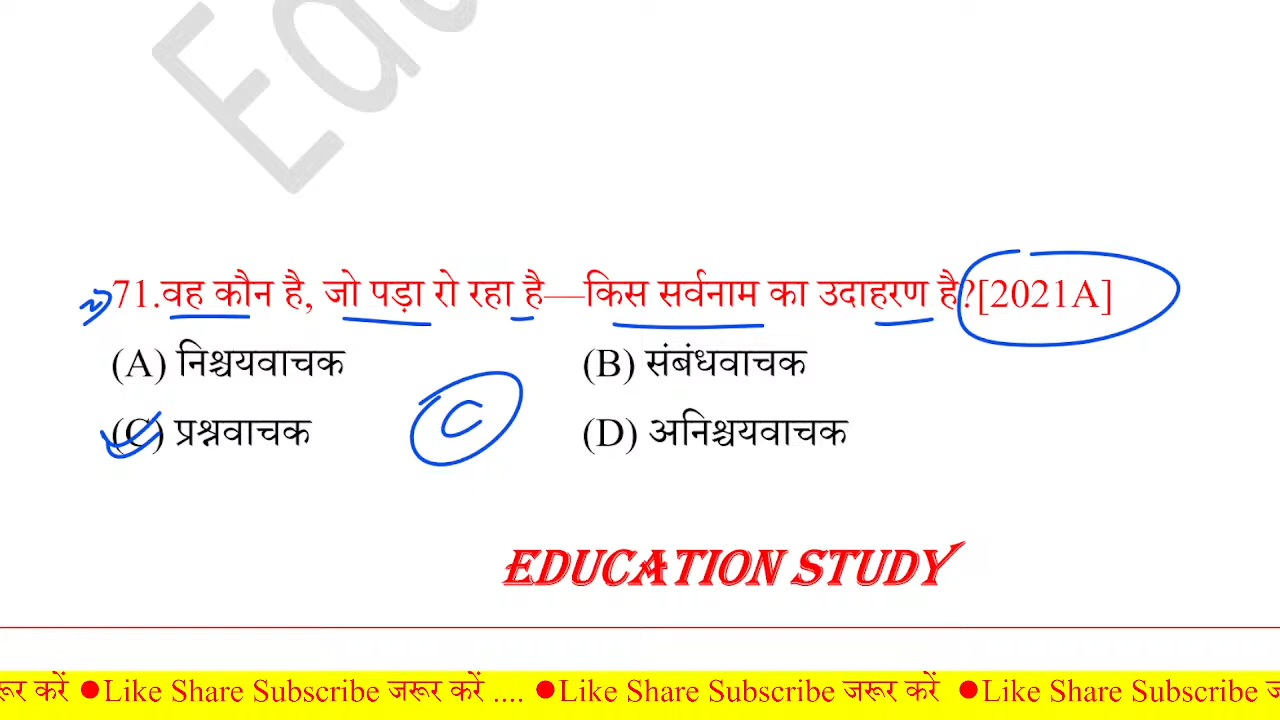 Edu
71.वह कौन है, जो पड़ा रो रहा है—किस सर्वनाम का उदाहरण है?[2021A]
(A) निश्चयवाचक (B) संबंधवाचक
(C) प्रश्नवाचक (D) अनिश्चयवाचक
C
EDUCATION STUDY
रूर करें ●Like Share Subscribe जरूर करें .... ●Like Share Subscribe जरूर करें ●Like Share Subscribe ज